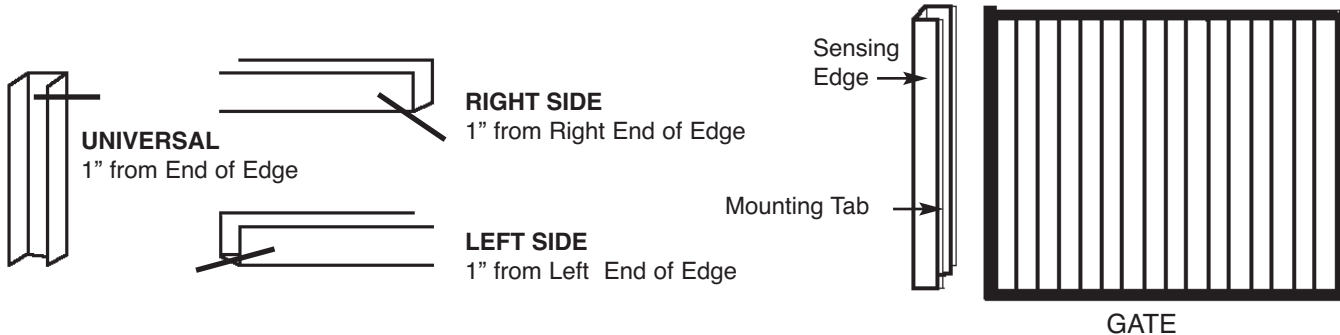 UNIVERSAL
1” from End of Edge
RIGHT SIDE
1” from Right End of Edge
LEFT SIDE
1” from Left  End of Edge
Sensing
Edge
Mounting Tab
GATE